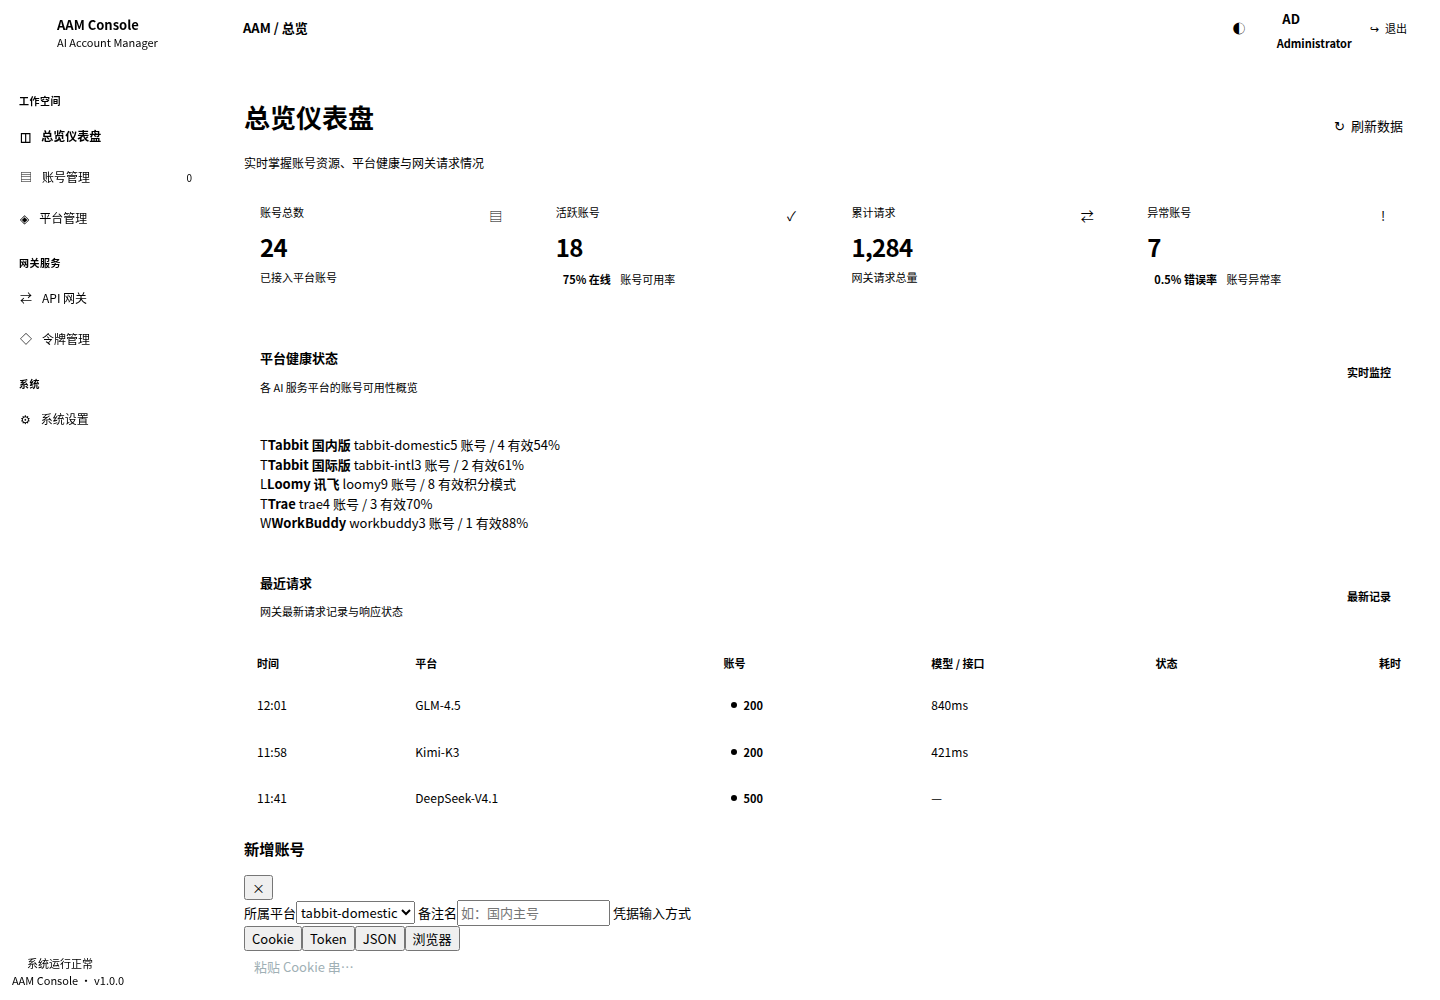 AAM Console
AI Account Manager
AAM / 总览
AD
Administrator
↪ 退出
工作空间
总览仪表盘
账号管理 0
平台管理
网关服务
⇄ API 网关
◇ 令牌管理
系统
⚙ 系统设置
总览仪表盘
↻ 刷新数据
实时掌握账号资源、平台健康与网关请求情况
账号总数
24
已接入平台账号
活跃账号 ✓
18
75% 在线 账号可用率
累计请求 ⇄
1,284
网关请求总量
异常账号 !
7
0.5% 错误率 账号异常率
平台健康状态
各 AI 服务平台的账号可用性概览
实时监控
TTabbit 国内版 tabbit-domestic5 账号 / 4 有效54%
TTabbit 国际版 tabbit-intl3 账号 / 2 有效61%
LLoomy 讯飞 loomy9 账号 / 8 有效积分模式
TTrae trae4 账号 / 3 有效70%
WWorkBuddy workbuddy3 账号 / 1 有效88%
最近请求
网关最新请求记录与响应状态
最新记录
时间 平台 账号 模型 / 接口 状态 耗时
12:01 GLM-4.5 ● 200 840ms
11:58 Kimi-K3 ● 200 421ms
11:41 DeepSeek-V4.1 ● 500 —
新增账号
×
所属平台 tabbit-domestic 备注名 如：国内主号 凭据输入方式
Cookie Token JSON 浏览器
粘贴 Cookie 串…
系统运行正常
AAM Console · v1.0.0